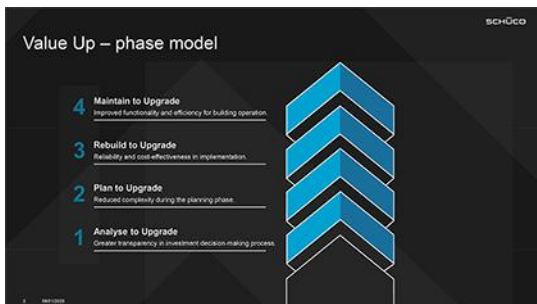 SCHÜCO
Value Up – phase model
4 Maintain to Upgrade
Improved functionality and efficiency for building operation.
3 Rebuild to Upgrade
Reliability and cost-effectiveness in implementation.
2 Plan to Upgrade
Reduced complexity during the planning phase.
1 Analyse to Upgrade
Greater transparency in investment decision-making process.